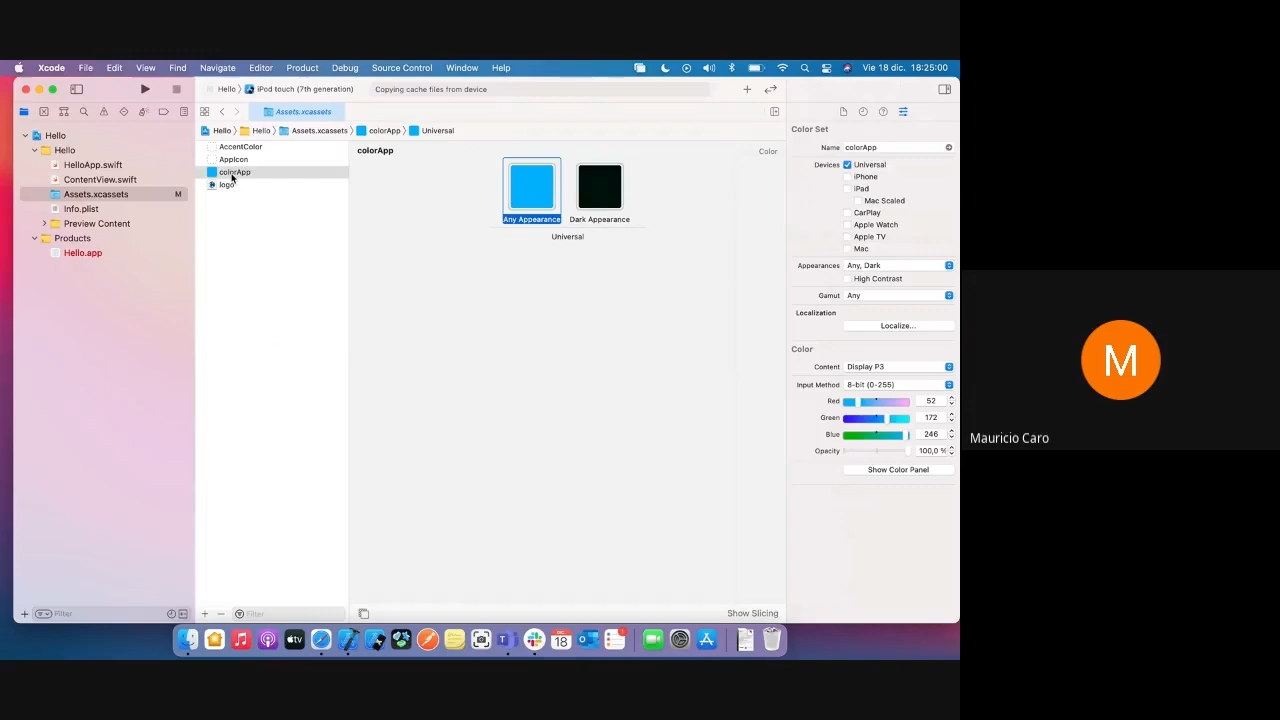 Xcode File Edit View Find Navigate Editor Product Debug Source Control Window Help Vie 18 dic. 18:25:00
Hello iPod touch (7th generation) Copying cache files from device
Assets.xcassets
Hello Hello Assets.xcassets colorApp Universal
Hello
Hello
HelloApp.swift
ContentView.swift
Assets.xcassets M
Info.plist
Preview Content
Products
Hello.app
Filter
AccentColor
AppIcon
colorApp
logo
Filter
colorApp Color
Any Appearance Dark Appearance
Universal
Show Slicing
Color Set
Name colorApp
Devices Universal
iPhone
iPad
Mac Scaled
CarPlay
Apple Watch
Apple TV
Mac
Appearances Any, Dark
High Contrast
Gamut Any
Localization
Localize...
Color
Content Display P3
Input Method 8-bit (0-255)
Red 52
Green 172
Blue 246
Opacity 100,0 %
Show Color Panel
DIC
18
tv
1
M
Mauricio Caro